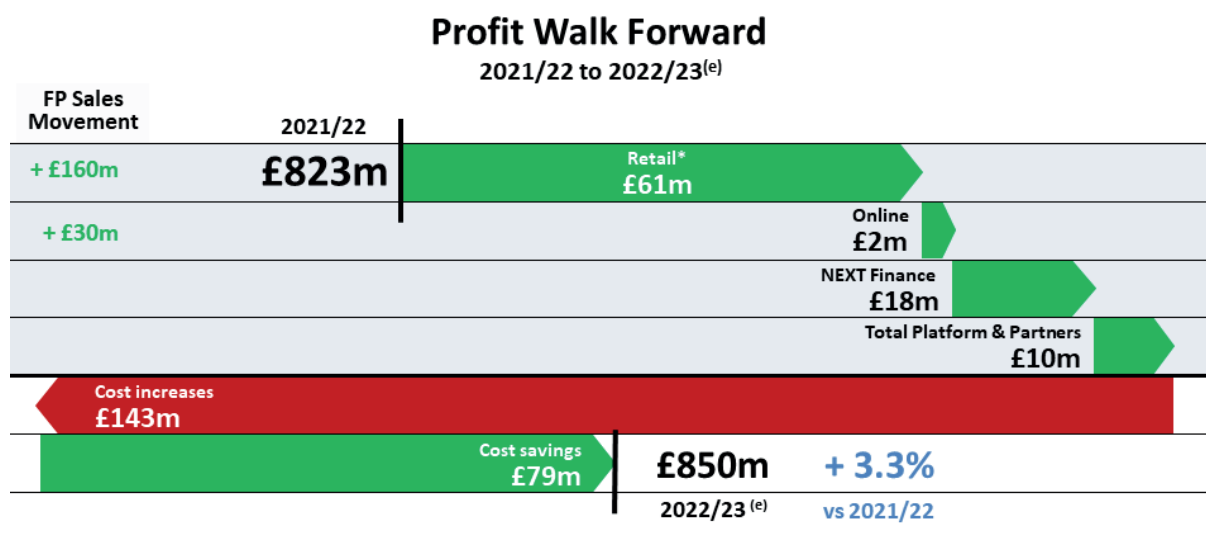 Profit Walk Forward
2021/22 to 2022/23(e)
FP Sales
Movement
2021/22
+ £160m
£823m
Retail*
£61m
+ £30m
Online
£2m
NEXT Finance
£18m
Total Platform & Partners
£10m
Cost increases
£143m
Cost savings
£79m
£850m
+ 3.3%
2022/23 (e)
vs 2021/22